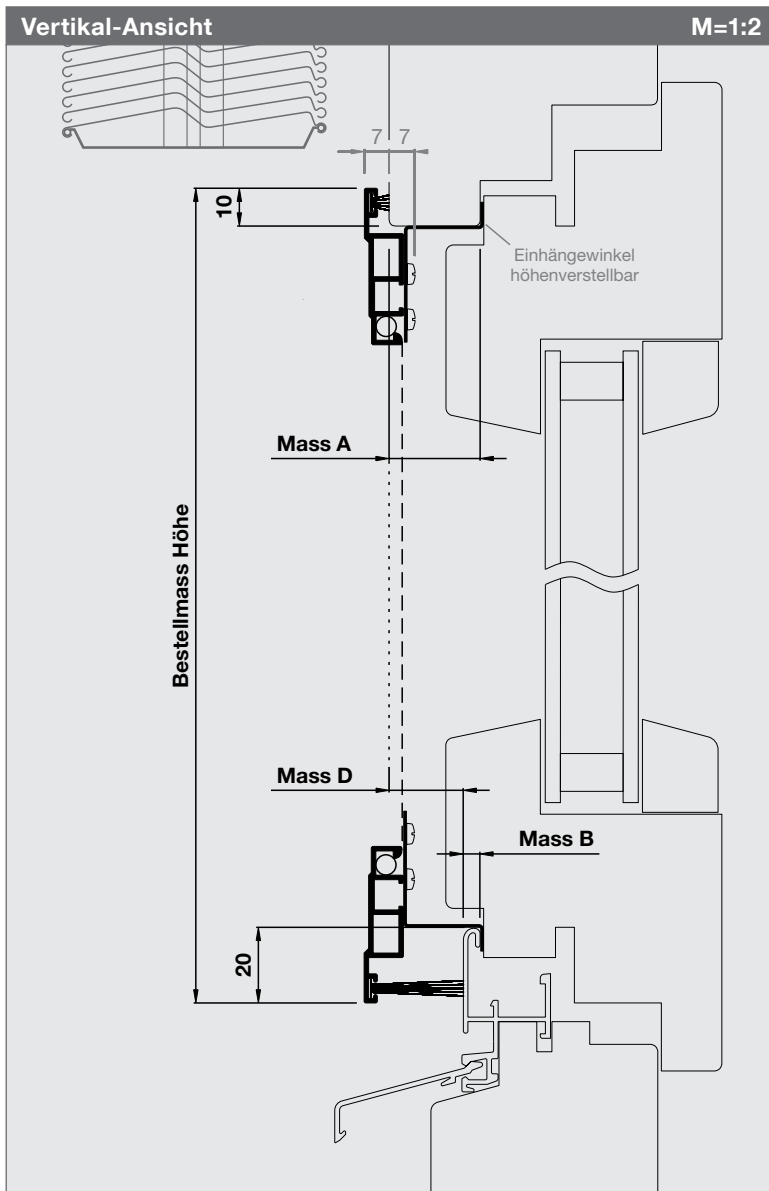 Vertikal-Ansicht M=1:2
7 7
10
Einhängewinkel
höhenverstellbar
Mass A
Bestellmass Höhe
Mass D
Mass B
20